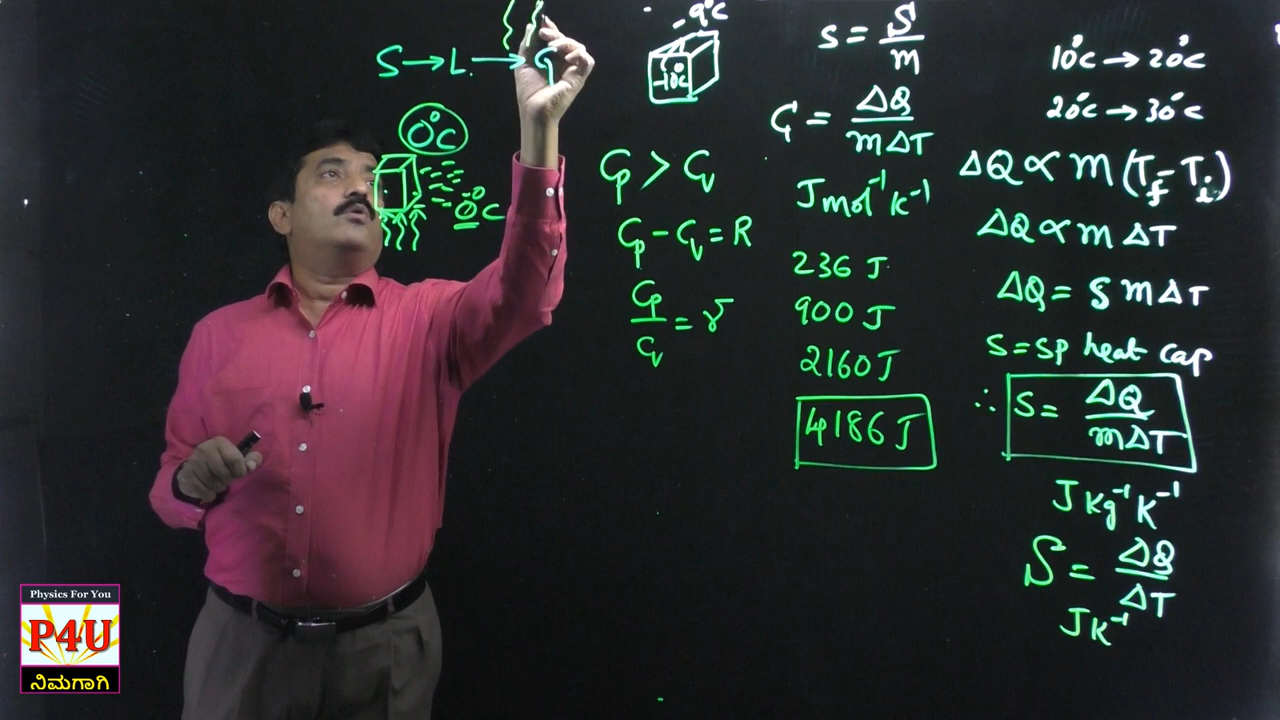 S → L. → G
0°C
0°C
-9°C
-10°C
Cp > Cv
Cp - Cv = R
Cp/Cv = γ
s = S/m
C = ΔQ/mΔT
J mol⁻¹ K⁻¹
236 J
900 J
2160 J
4186 J
10°C → 20°C
20°C → 30°C
ΔQ ∝ m (T_f - T_i)
ΔQ ∝ m ΔT
ΔQ = S m ΔT
S = Sp heat cap
∴ S = ΔQ/mΔT
J Kg⁻¹ K⁻¹
S = ΔQ/ΔT
J K⁻¹
Physics For You
P4U
ನಿಮಗಾಗಿ